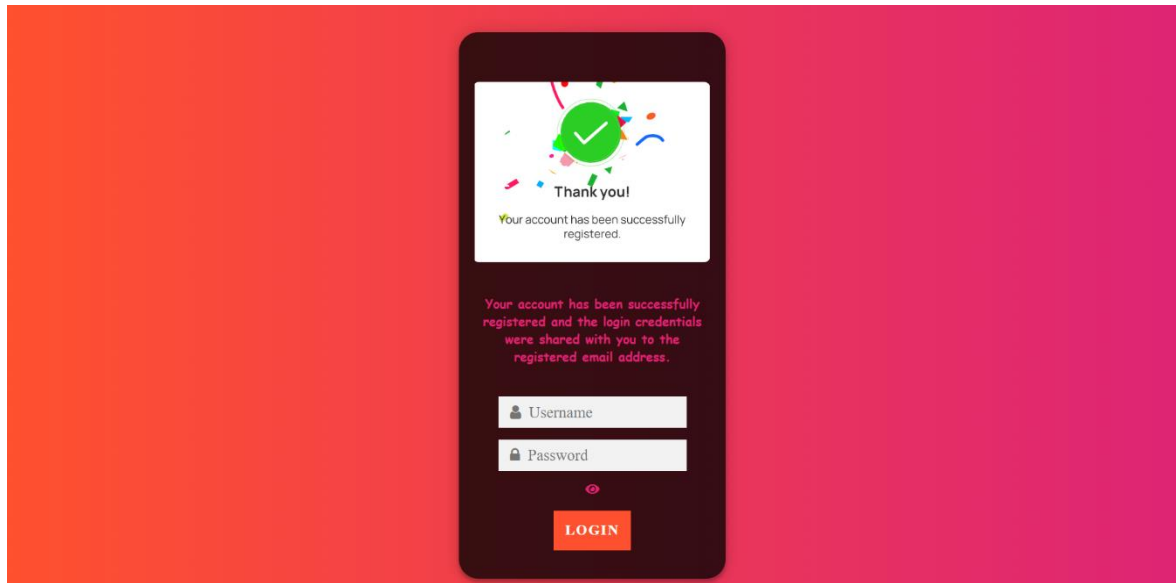 Thank you!
Your account has been successfully
registered.
Your account has been successfully
registered and the login credentials
were shared with you to the
registered email address.
Username
Password
LOGIN